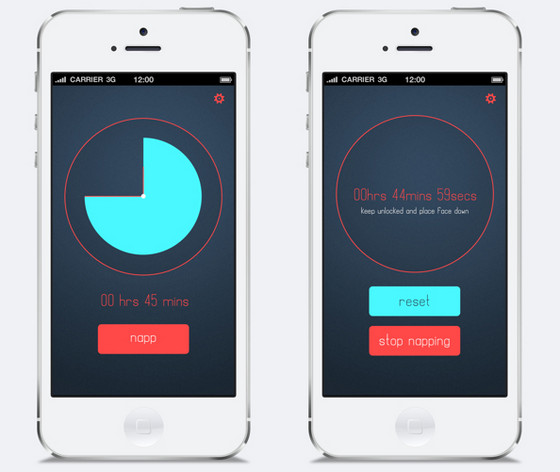 CARRIER 3G 12:00
00 hrs 45 mins
napp
CARRIER 3G 12:00
00hrs 44mins 59secs
Keep unlocked and place Face down
reset
stop napping